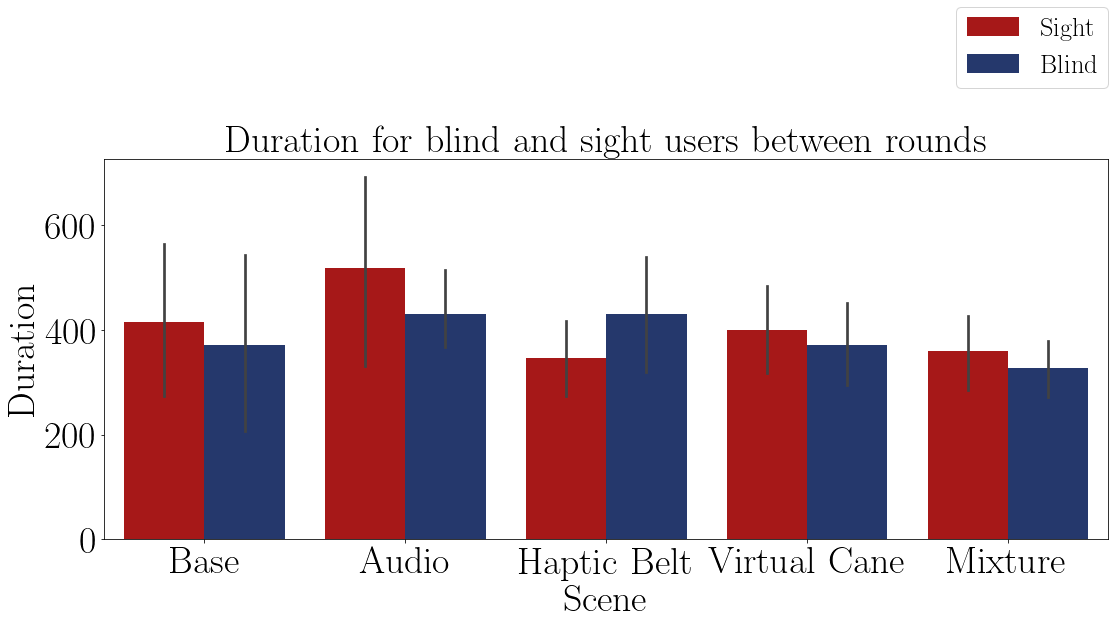 Sight
Blind
Duration for blind and sight users between rounds
Duration
600
400
200
0
Base Audio Haptic Belt Virtual Cane Mixture
Scene